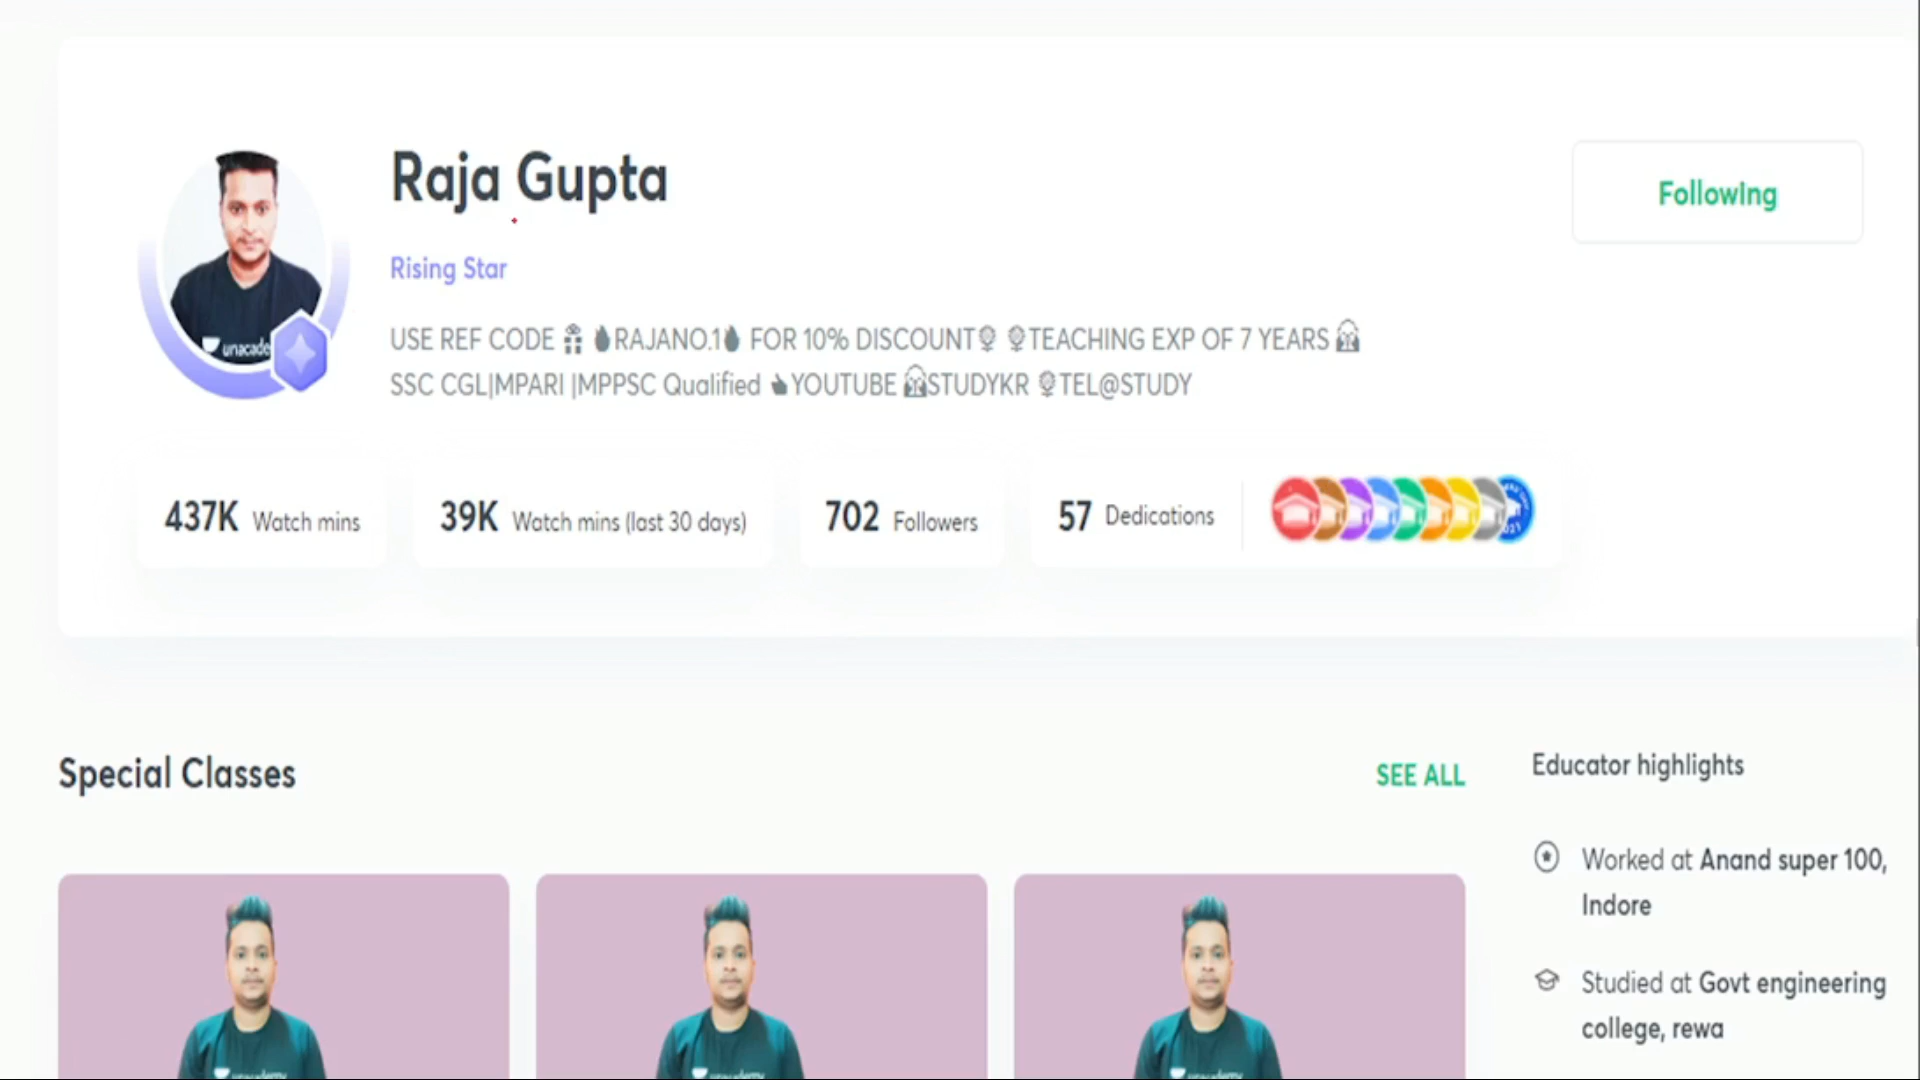 Raja Gupta
Following
Rising Star
USE REF CODE RAJANO.1 FOR 10% DISCOUNT TEACHING EXP OF 7 YEARS
SSC CGL|MPARI |MPPSC Qualified YOUTUBE STUDYKR TEL@STUDY
437K Watch mins
39K Watch mins (last 30 days)
702 Followers
57 Dedications
Special Classes
SEE ALL
Educator highlights
Worked at Anand super 100,
Indore
Studied at Govt engineering
college, rewa